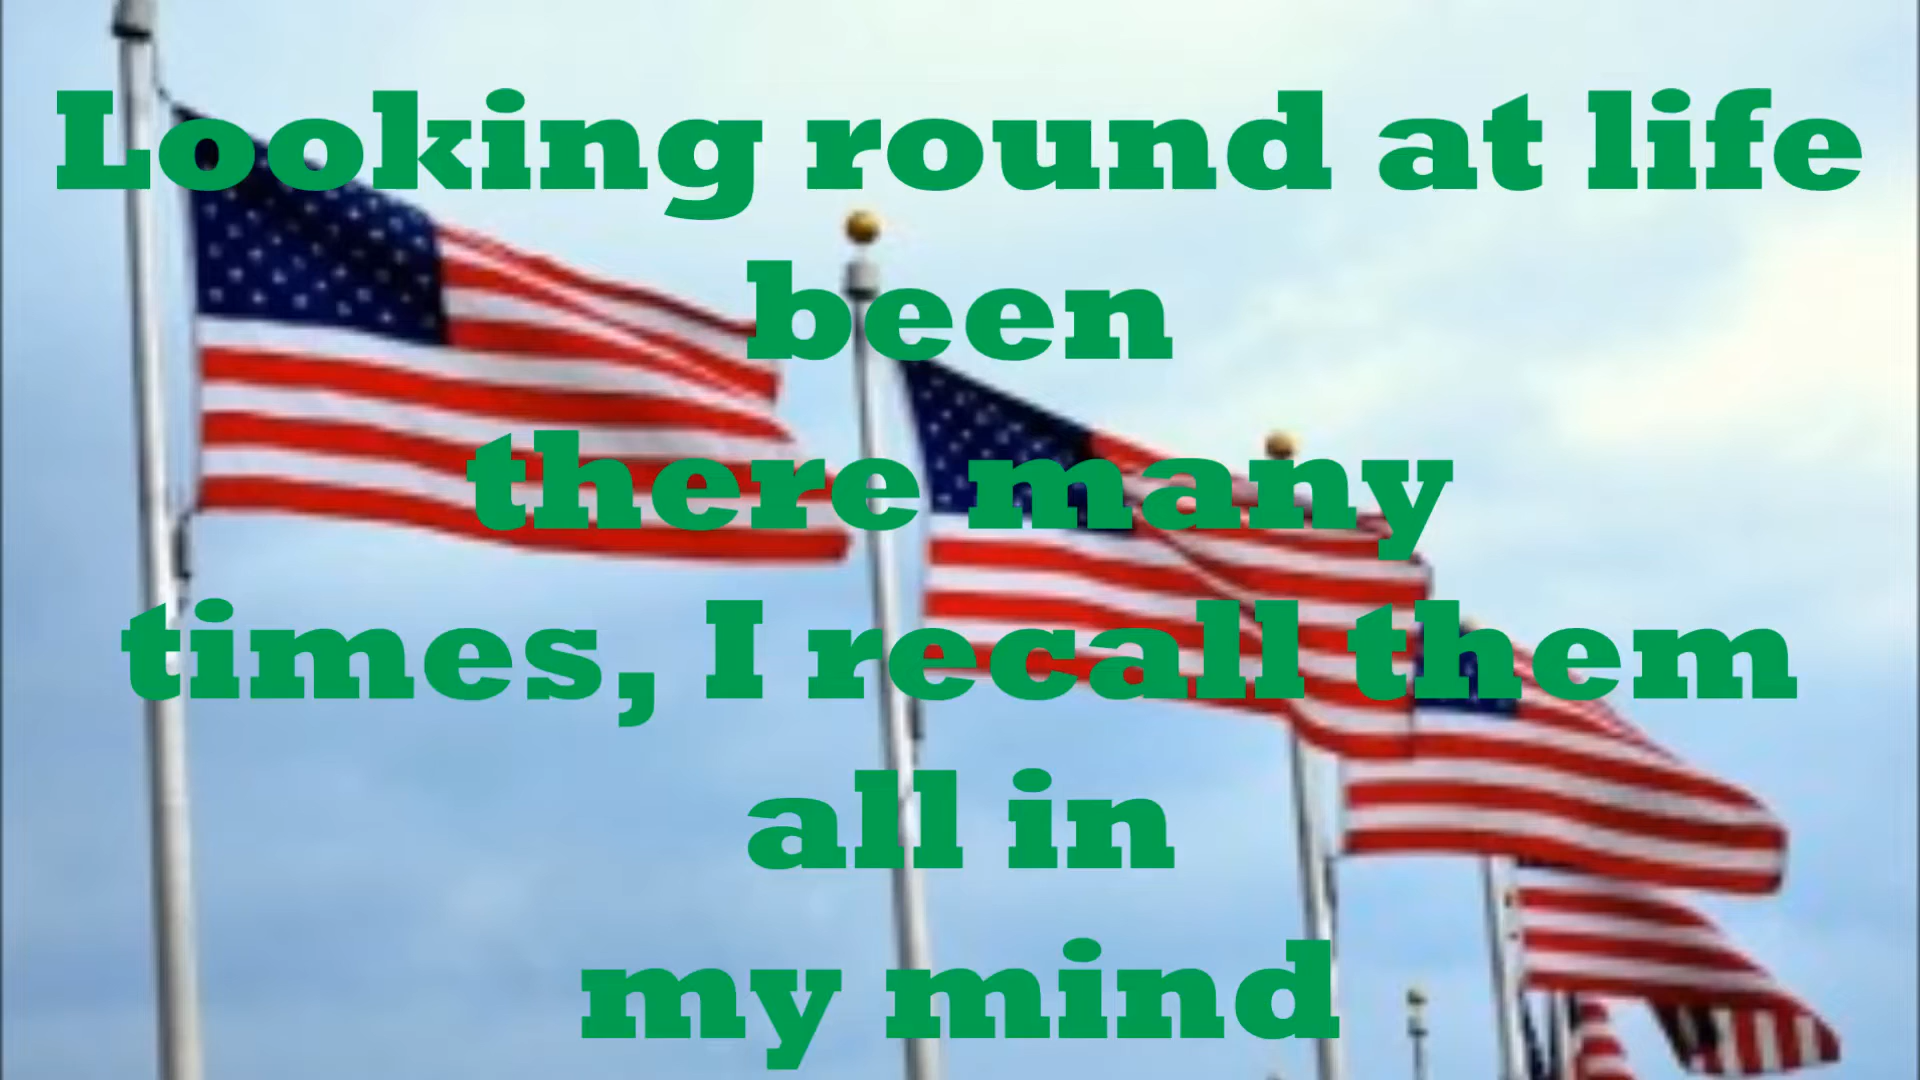 Looking round at life
been
there many
times, I recall them
all in
my mind